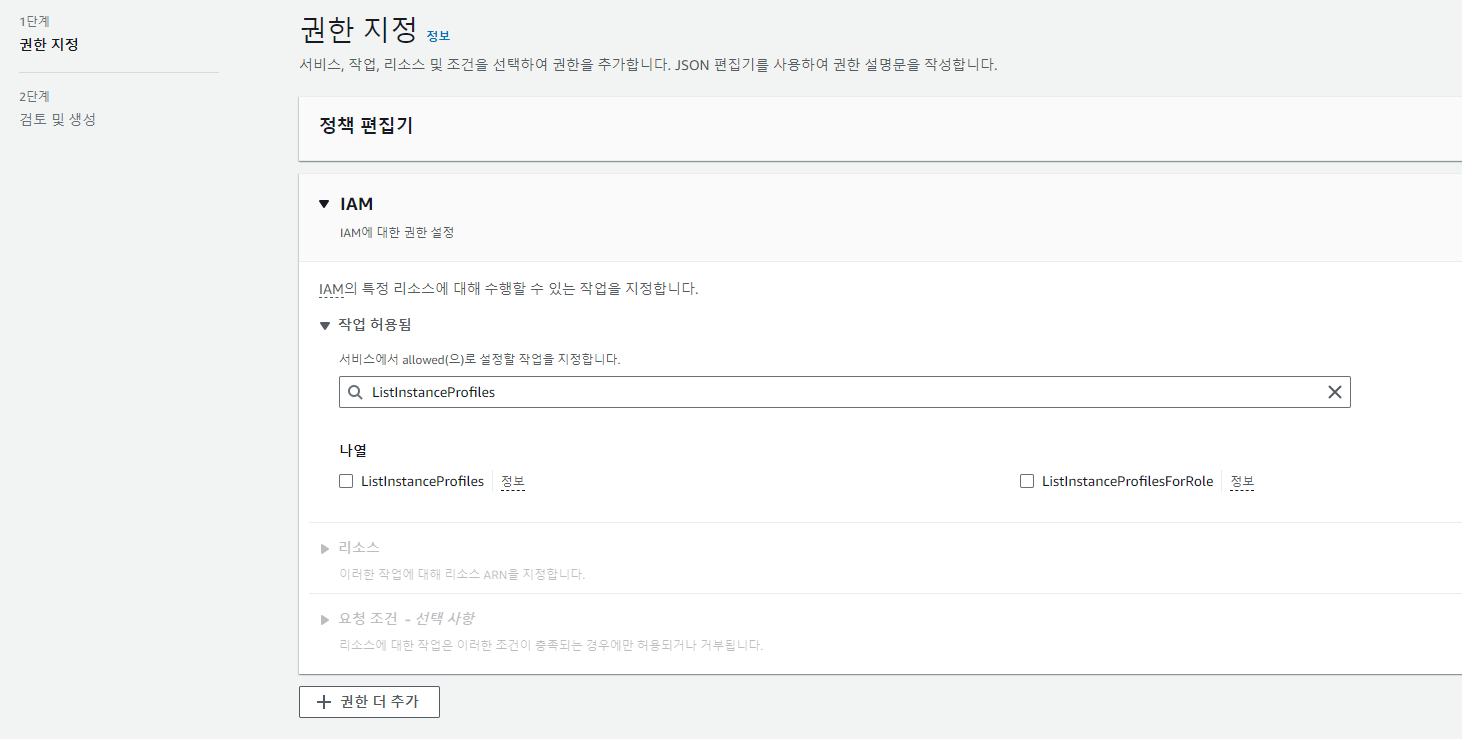 1단계
권한 지정
2단계
검토 및 생성
권한 지정 정보
서비스, 작업, 리소스 및 조건을 선택하여 권한을 추가합니다. JSON 편집기를 사용하여 권한 설명문을 작성합니다.
정책 편집기
IAM
IAM에 대한 권한 설정
IAM의 특정 리소스에 대해 수행할 수 있는 작업을 지정합니다.
작업 허용됨
서비스에서 allowed(으)로 설정할 작업을 지정합니다.
ListInstanceProfiles
나열
ListInstanceProfiles 정보 ListInstanceProfilesForRole 정보
리소스
이러한 작업에 대해 리소스 ARN을 지정합니다.
요청 조건 - 선택 사항
리소스에 대한 작업은 이러한 조건이 충족되는 경우에만 허용되거나 거부됩니다.
권한 더 추가